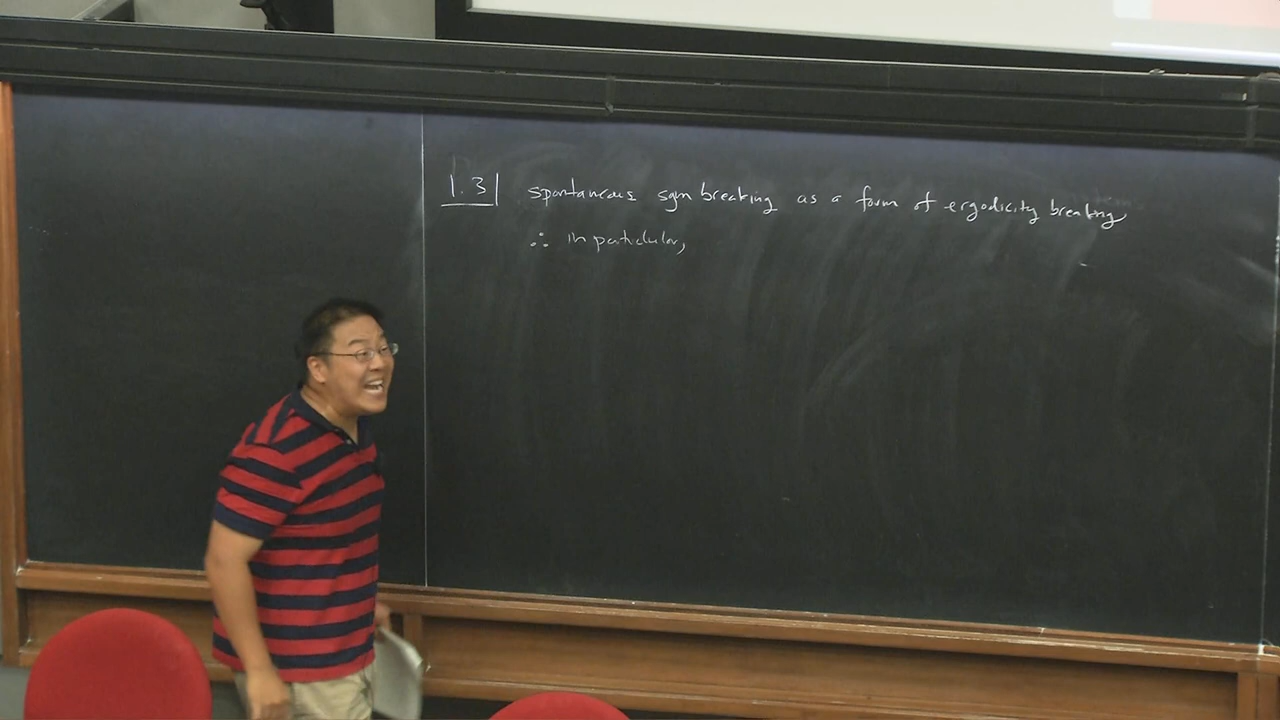 1.3 spontaneous sym breaking as a form of ergodicity breaking
∴ in particular,